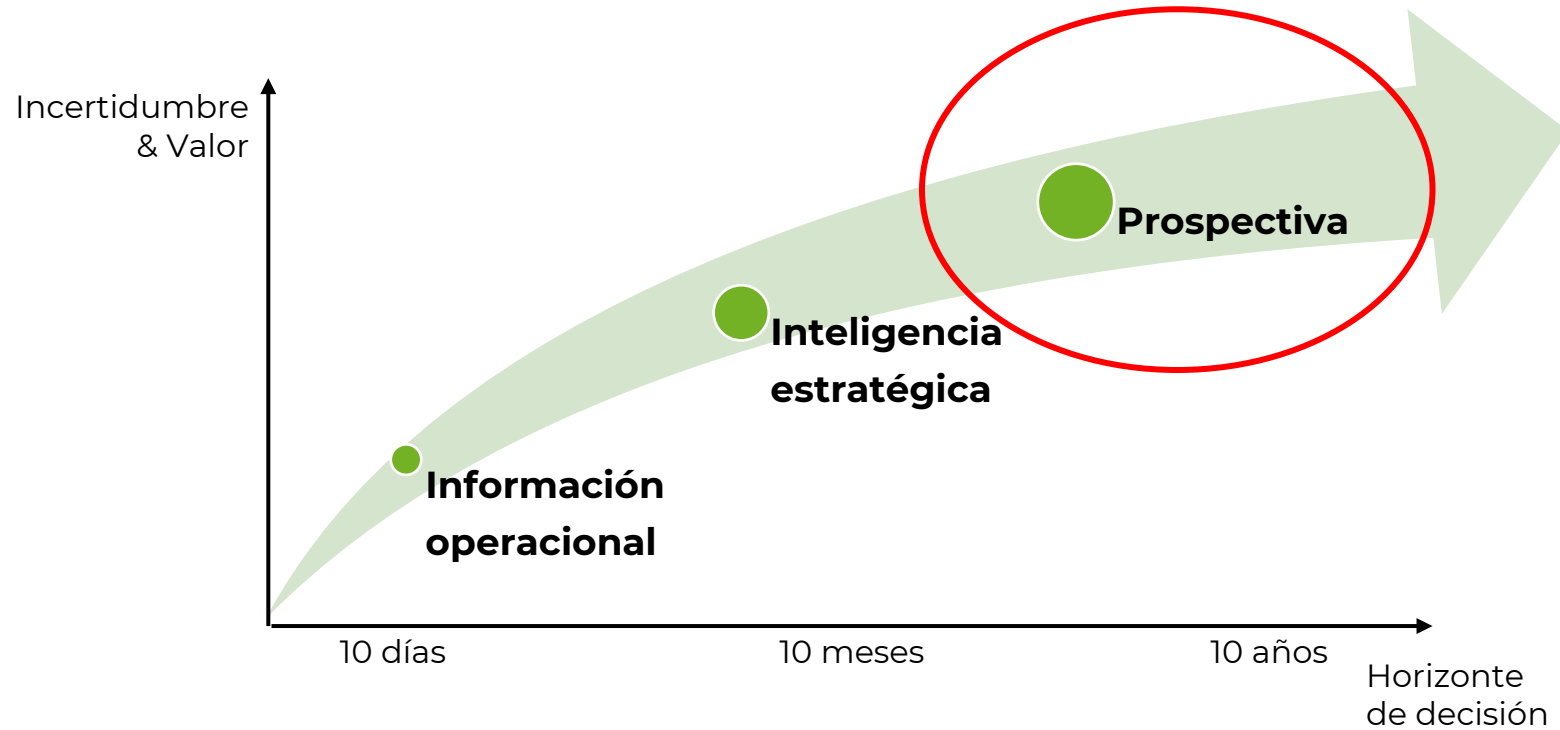 Incertidumbre
& Valor
Prospectiva
Inteligencia
estratégica
Información
operacional
10 días
10 meses
10 años
Horizonte
de decisión